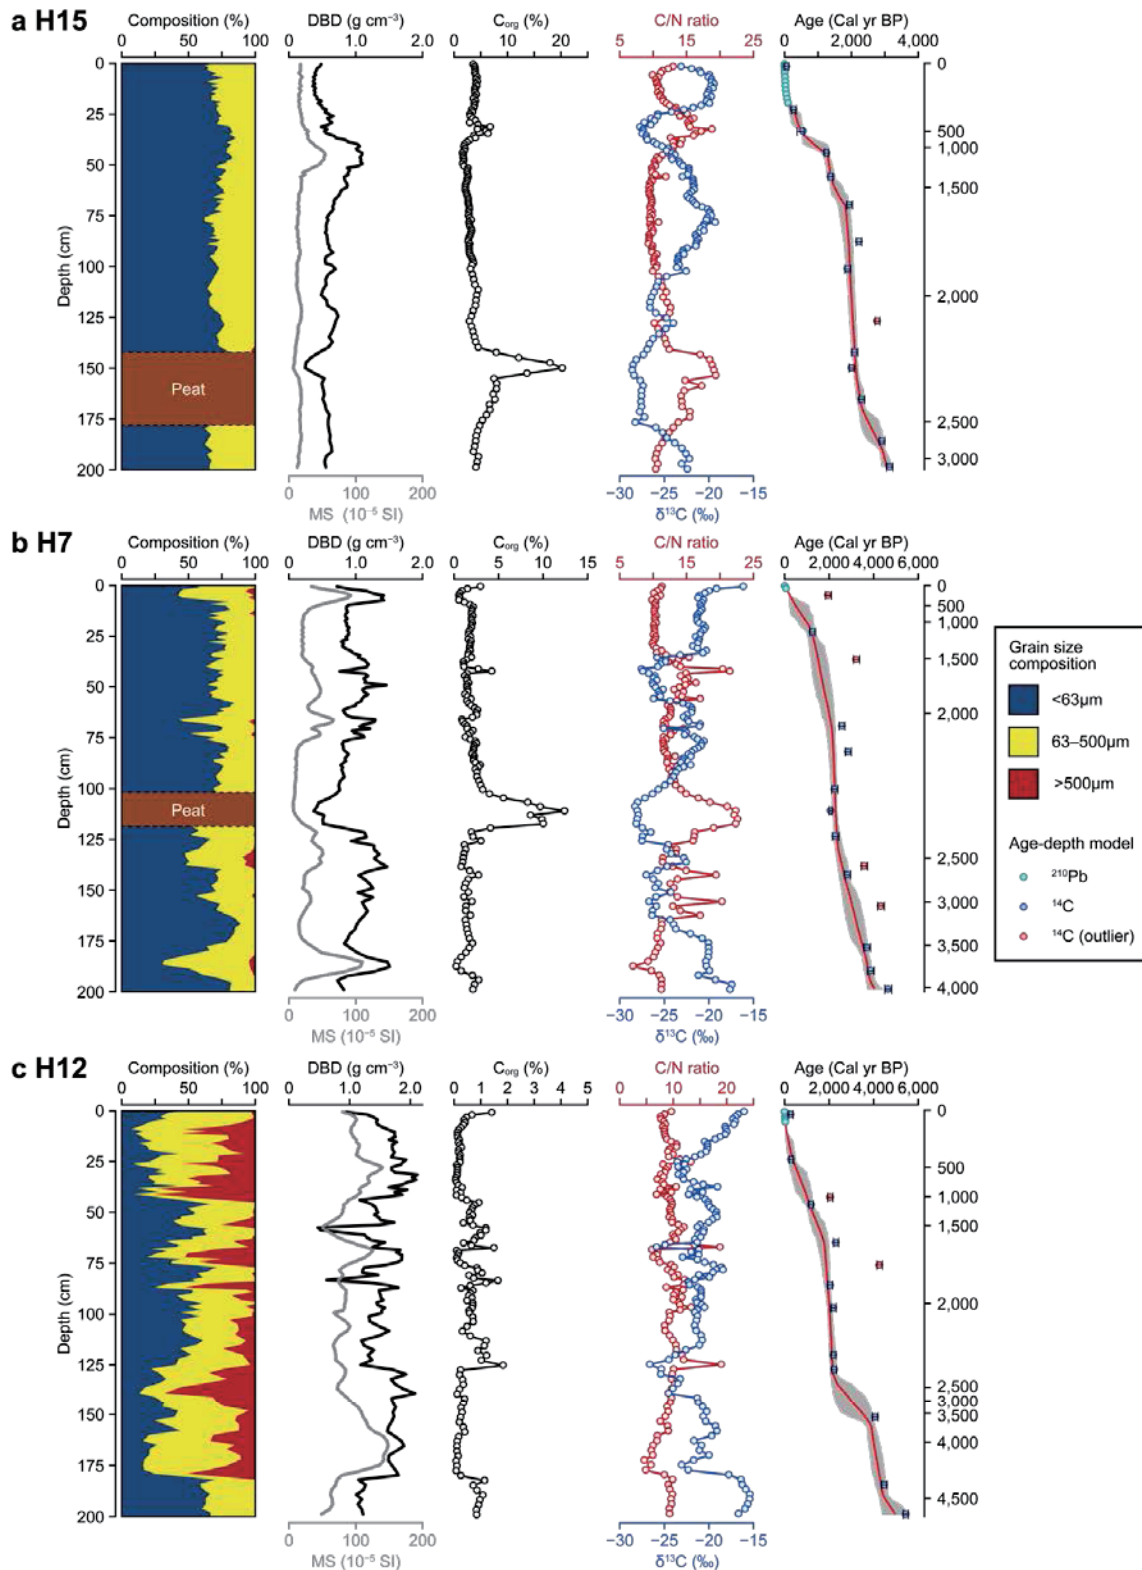 a H15
Composition (%) DBD (g cm⁻³) Corg (%) C/N ratio Age (Cal yr BP)
0 50 100 0 1.0 2.0 0 10 20 5 15 25 0 2,000 4,000
Depth (cm)
0
25
50
75
100
125
150
175
200
Peat
0
500
1,000
1,500
2,000
2,500
3,000
0 100 200 −30 −25 −20 −15
MS (10⁻⁵ SI) δ¹³C (‰)
b H7
Composition (%) DBD (g cm⁻³) Corg (%) C/N ratio Age (Cal yr BP)
0 50 100 0 1.0 2.0 0 5 10 15 5 15 25 0 2,000 4,000 6,000
Depth (cm)
0
25
50
75
100
125
150
175
200
Peat
0
500
1,000
1,500
2,000
2,500
3,000
3,500
4,000
0 100 200 −30 −25 −20 −15
MS (10⁻⁵ SI) δ¹³C (‰)
Grain size
composition
<63µm
63–500µm
>500µm
Age-depth model
²¹⁰Pb
¹⁴C
¹⁴C (outlier)
c H12
Composition (%) DBD (g cm⁻³) Corg (%) C/N ratio Age (Cal yr BP)
0 50 100 1.0 2.0 0 1 2 3 4 5 0 10 20 0 2,000 4,000 6,000
Depth (cm)
0
25
50
75
100
125
150
175
200
0
500
1,000
1,500
2,000
2,500
3,000
3,500
4,000
4,500
0 100 200 −30 −25 −20 −15
MS (10⁻⁵ SI) δ¹³C (‰)